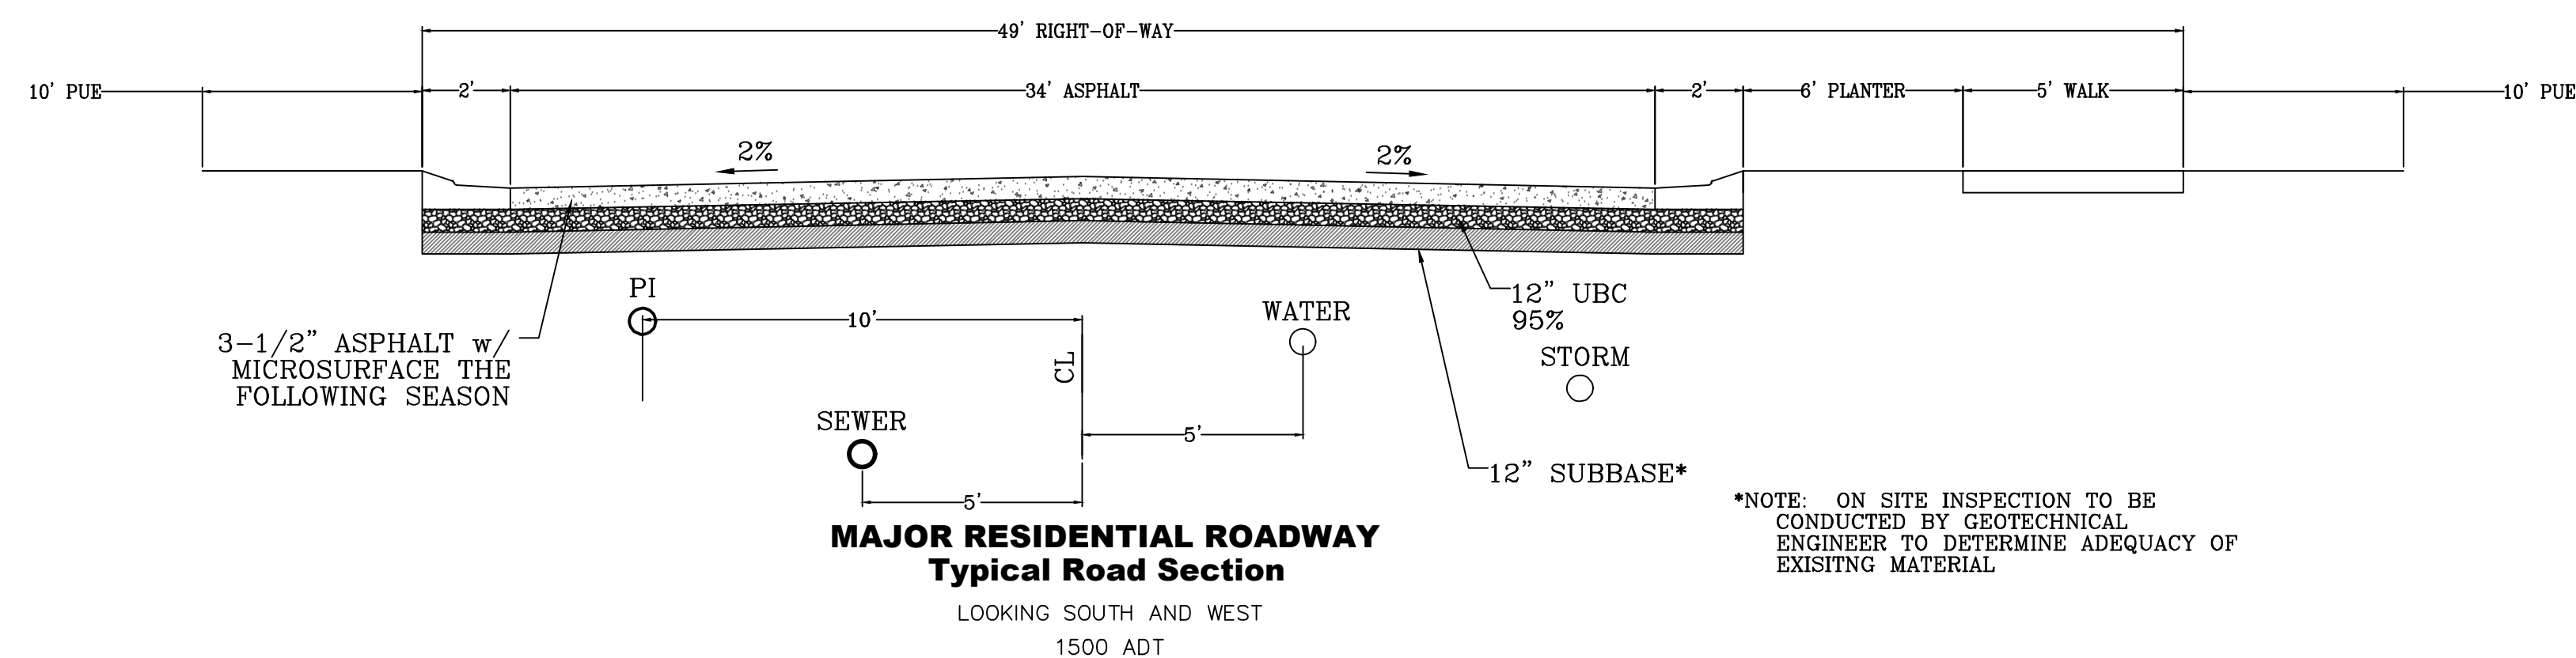 49' RIGHT-OF-WAY
10' PUE
2'
34' ASPHALT
2'
6' PLANTER
5' WALK
10' PUE
2%
2%
PI
10'
WATER
12" UBC
95%
3-1/2" ASPHALT w/
MICROSURFACE THE
FOLLOWING SEASON
CL
STORM
SEWER
5'
5'
12" SUBBASE*
*NOTE: ON SITE INSPECTION TO BE
CONDUCTED BY GEOTECHNICAL
ENGINEER TO DETERMINE ADEQUACY OF
EXISITNG MATERIAL
MAJOR RESIDENTIAL ROADWAY
Typical Road Section
LOOKING SOUTH AND WEST
1500 ADT